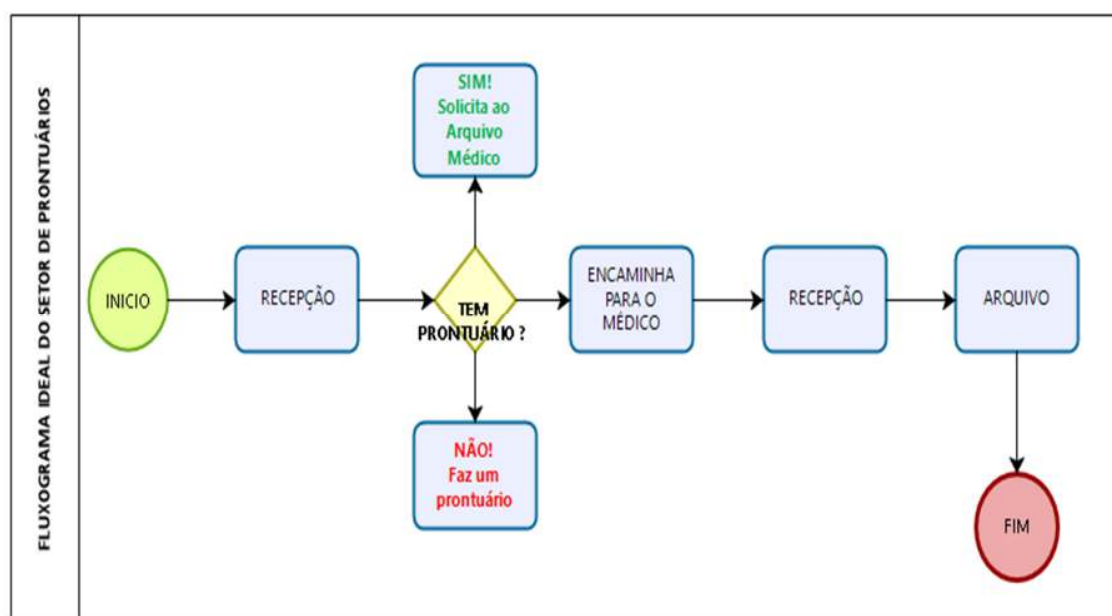 FLUXOGRAMA IDEAL DO SETOR DE PRONTUÁRIOS
INICIO
RECEPÇÃO
SIM!
Solicita ao
Arquivo
Médico
TEM
PRONTUÁRIO ?
NÃO!
Faz um
prontuário
ENCAMINHA
PARA O
MÉDICO
RECEPÇÃO
ARQUIVO
FIM